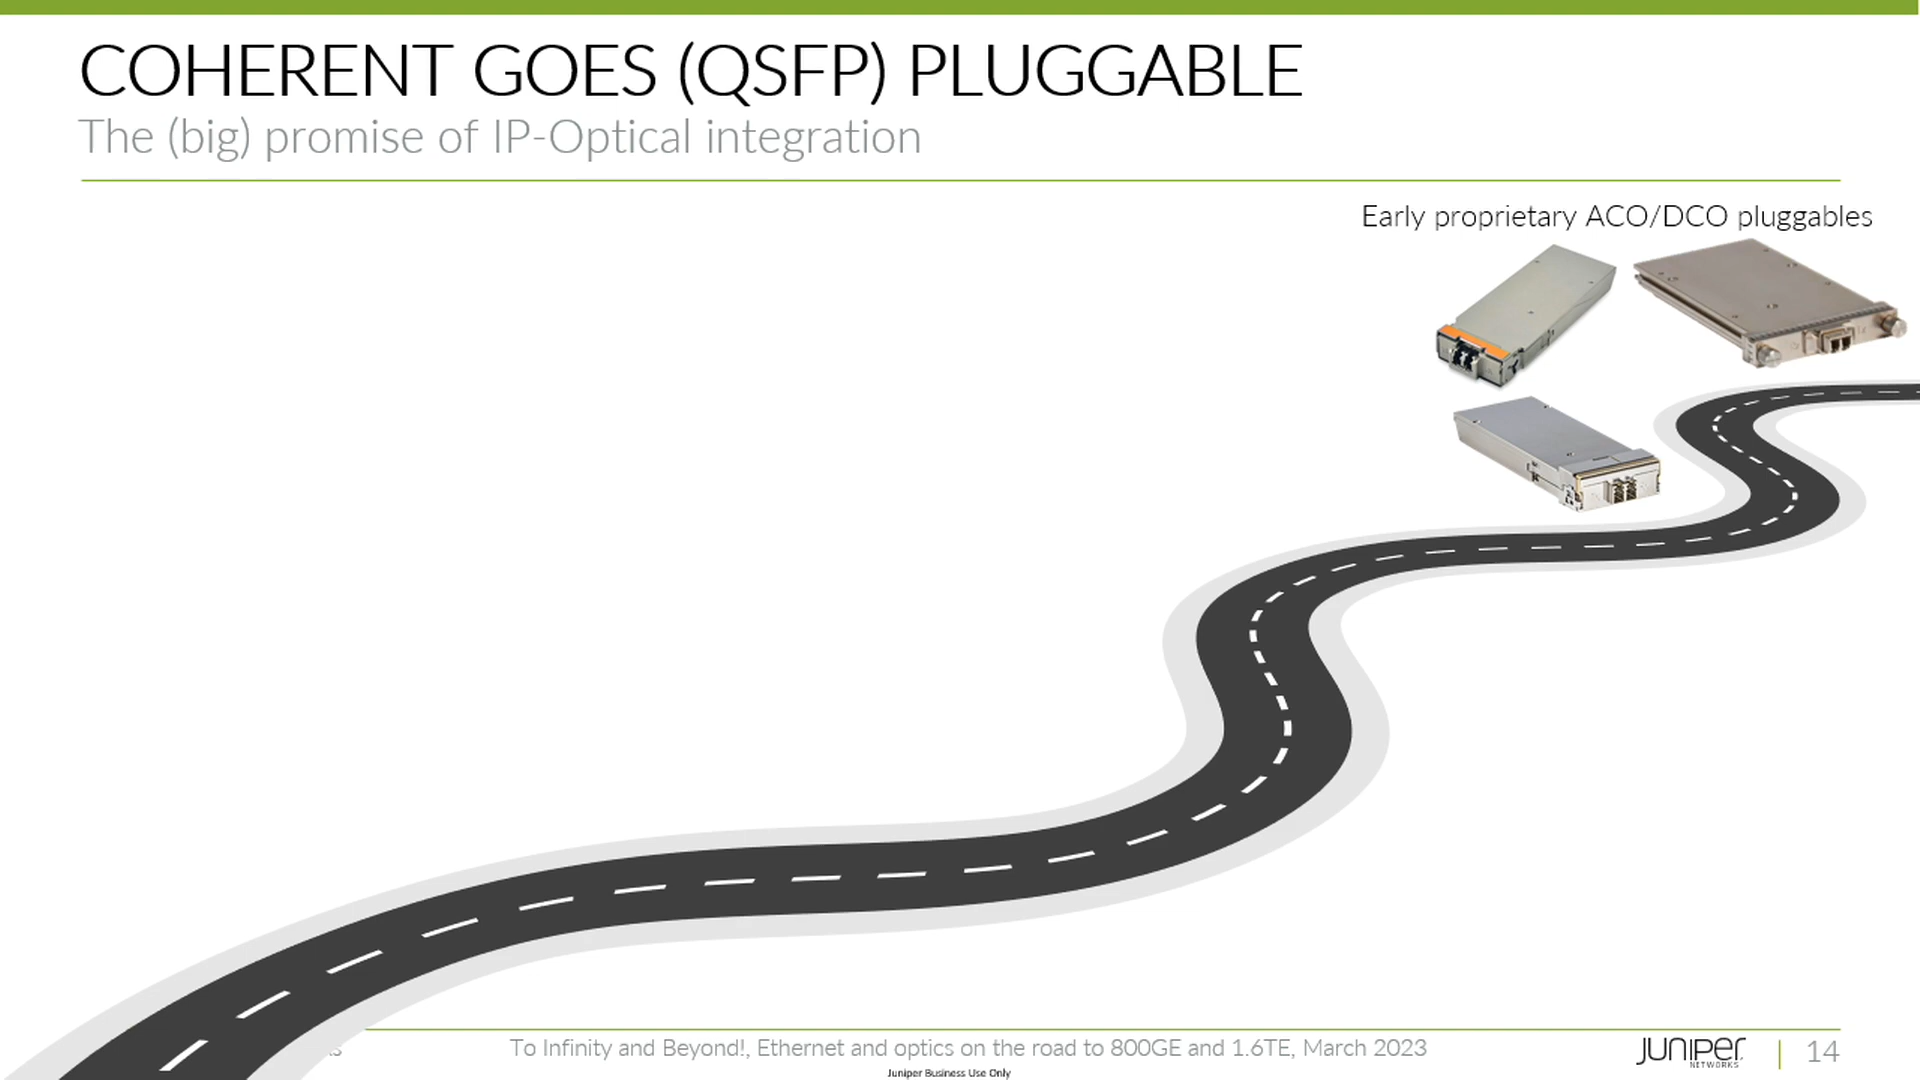 COHERENT GOES (QSFP) PLUGGABLE
The (big) promise of IP-Optical integration
Early proprietary ACO/DCO pluggables
To Infinity and Beyond!, Ethernet and optics on the road to 800GE and 1.6TE, March 2023
Juniper Business Use Only
JUNIPER
NETWORKS
14